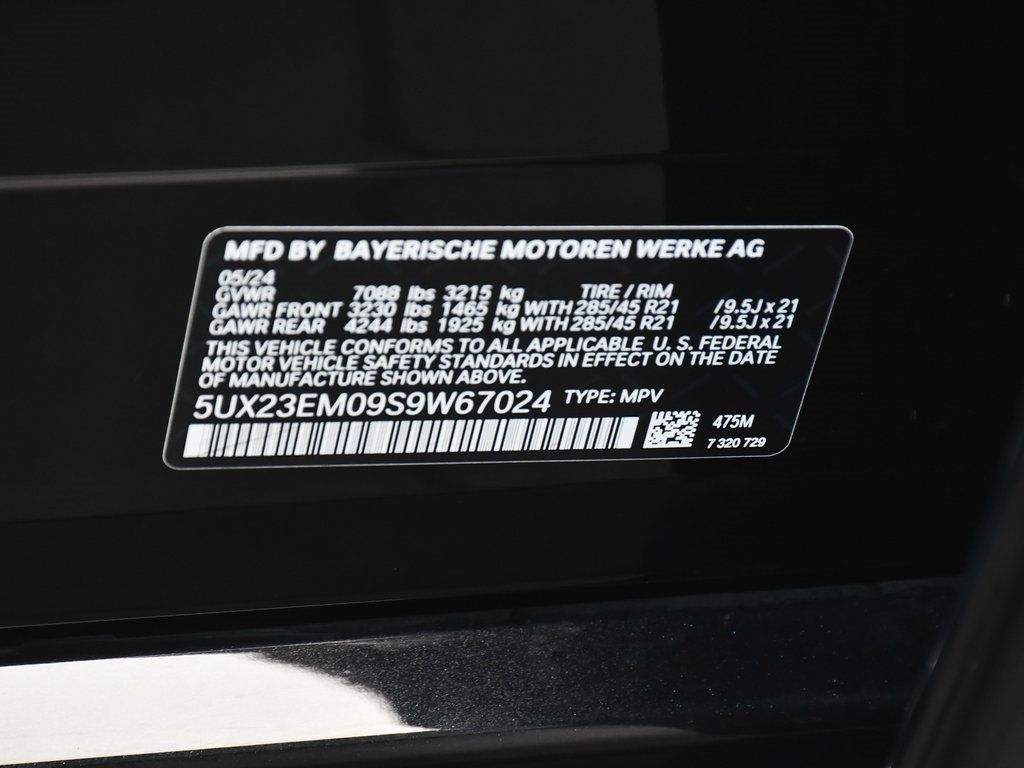 MFD BY BAYERISCHE MOTOREN WERKE AG
05/24
GVWR 7088 lbs 3215 kg TIRE / RIM
GAWR FRONT 3230 lbs 1465 kg WITH 285/45 R21 /9.5J x 21
GAWR REAR 4244 lbs 1925 kg WITH 285/45 R21 /9.5J x 21
THIS VEHICLE CONFORMS TO ALL APPLICABLE U. S. FEDERAL
MOTOR VEHICLE SAFETY STANDARDS IN EFFECT ON THE DATE
OF MANUFACTURE SHOWN ABOVE.
5UX23EM09S9W67024 TYPE: MPV
475M
7 320 729